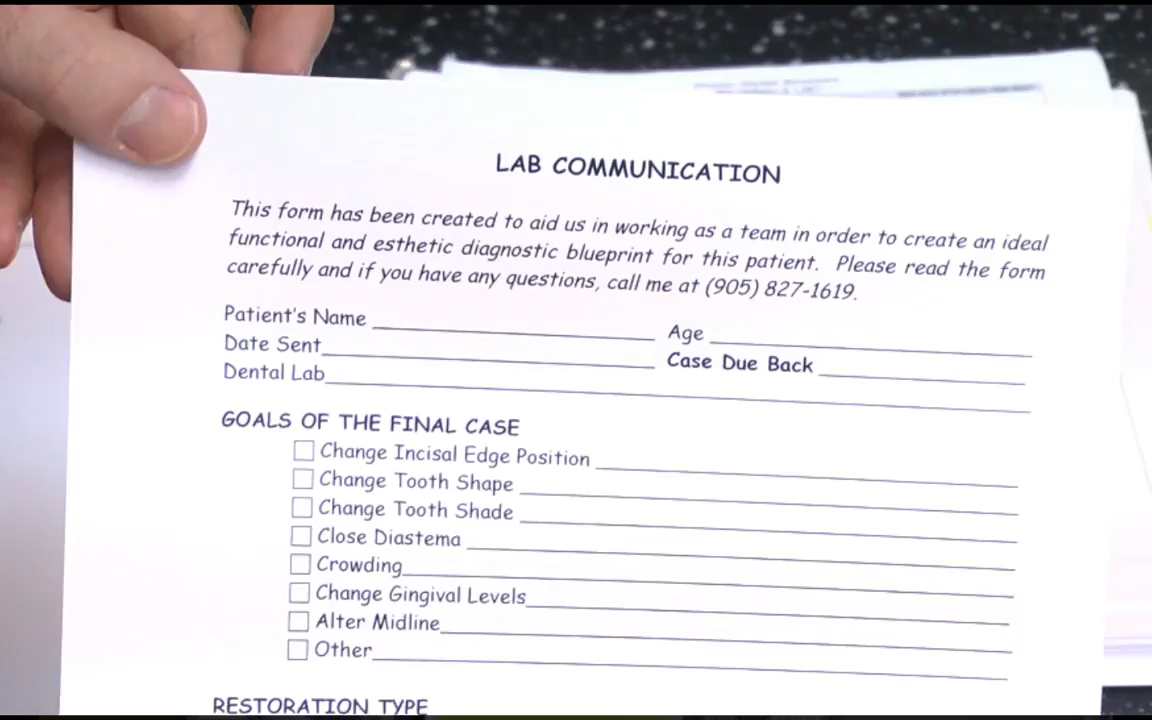 LAB COMMUNICATION
This form has been created to aid us in working as a team in order to create an ideal
functional and esthetic diagnostic blueprint for this patient. Please read the form
carefully and if you have any questions, call me at (905) 827-1619.
Patient's Name Age
Date Sent Case Due Back
Dental Lab
GOALS OF THE FINAL CASE
Change Incisal Edge Position
Change Tooth Shape
Change Tooth Shade
Close Diastema
Crowding
Change Gingival Levels
Alter Midline
Other
RESTORATION TYPE